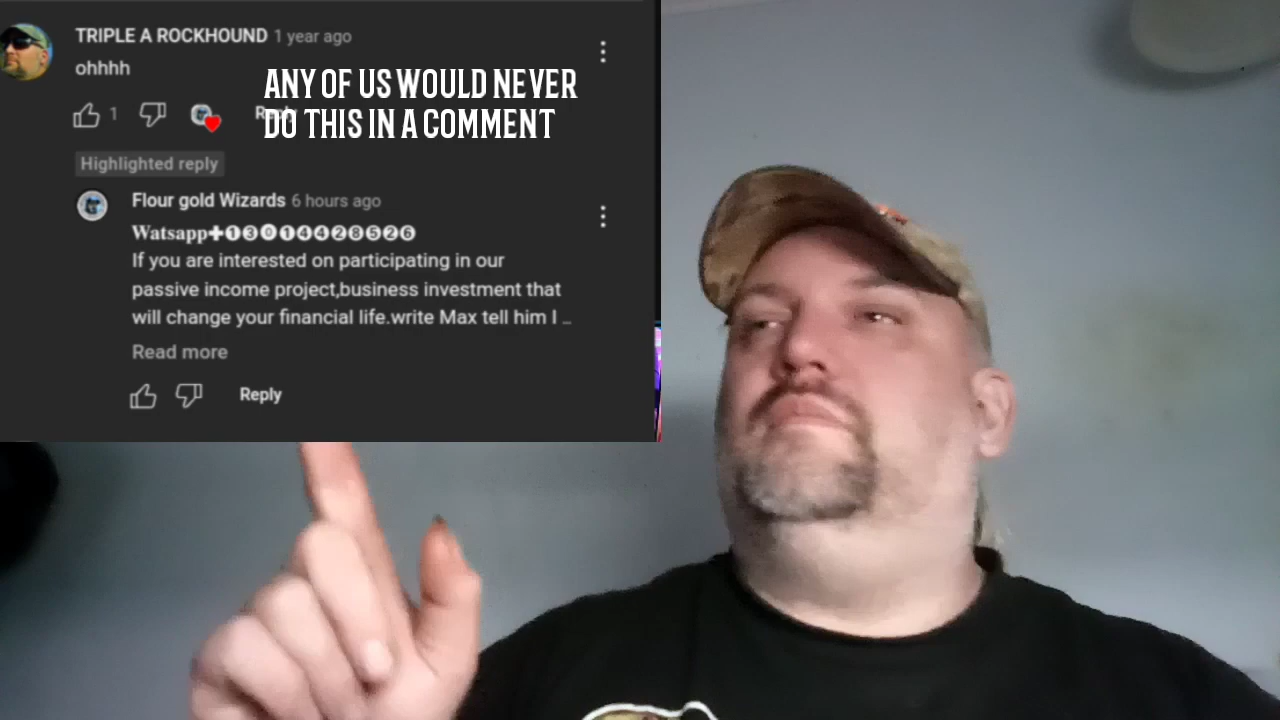 TRIPLE A ROCKHOUND 1 year ago
ohhhh
ANY OF US WOULD NEVER
DO THIS IN A COMMENT
1
Reply
Highlighted reply
Flour gold Wizards 6 hours ago
Watsapp✚❶❸⓿❶❹❹❷❽❺❷❻
If you are interested on participating in our
passive income project,business investment that
will change your financial life.write Max tell him I ...
Read more
Reply